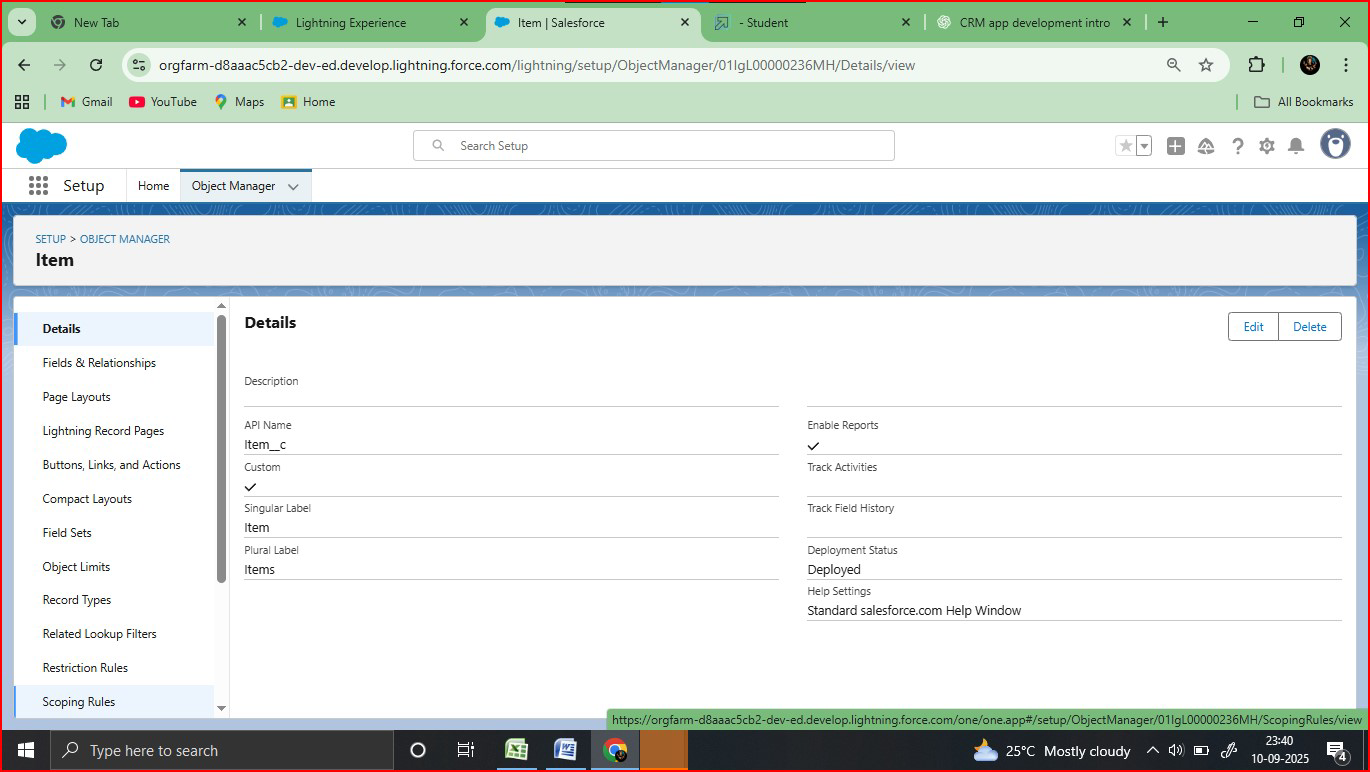 New Tab
Lightning Experience
Item | Salesforce
- Student
CRM app development intro
orgfarm-d8aaac5cb2-dev-ed.develop.lightning.force.com/lightning/setup/ObjectManager/01IgL00000236MH/Details/view
Gmail
YouTube
Maps
Home
All Bookmarks
Search Setup
Setup
Home
Object Manager
SETUP > OBJECT MANAGER
Item
Details
Fields & Relationships
Page Layouts
Lightning Record Pages
Buttons, Links, and Actions
Compact Layouts
Field Sets
Object Limits
Record Types
Related Lookup Filters
Restriction Rules
Scoping Rules
Details
Edit
Delete
Description
API Name
Item__c
Custom
Singular Label
Item
Plural Label
Items
Enable Reports
Track Activities
Track Field History
Deployment Status
Deployed
Help Settings
Standard salesforce.com Help Window
https://orgfarm-d8aaac5cb2-dev-ed.develop.lightning.force.com/one/one.app#/setup/ObjectManager/01IgL00000236MH/ScopingRules/view
Type here to search
25°C Mostly cloudy
23:40
10-09-2025
4